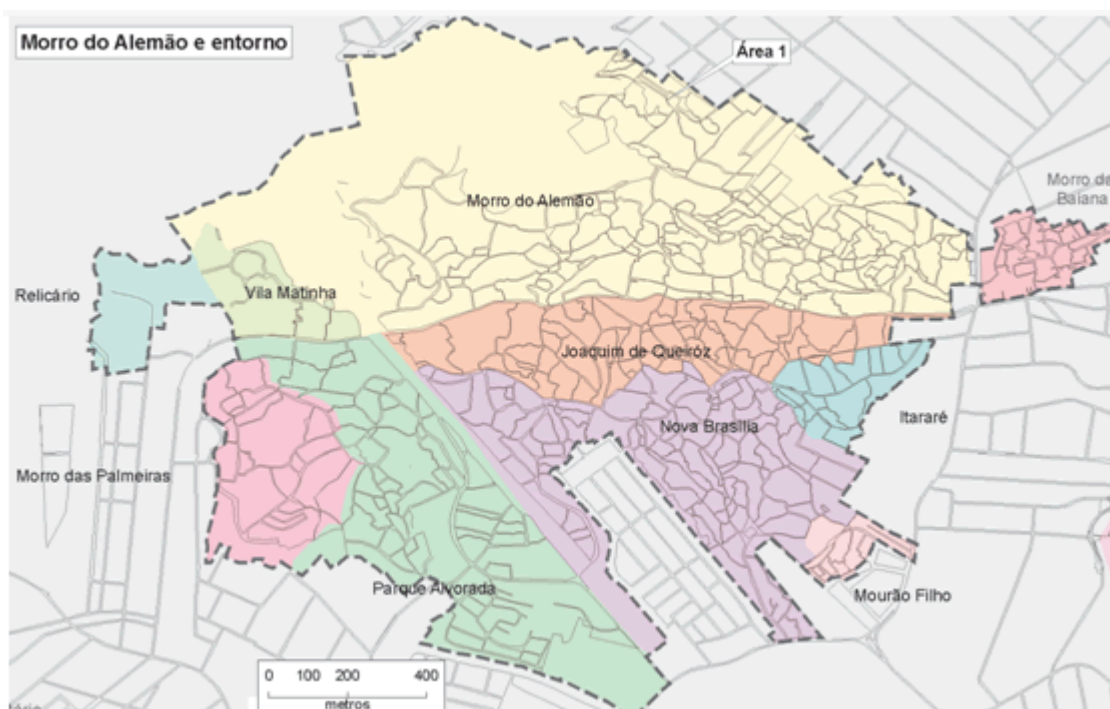 Morro do Alemão e entorno
Área 1
Morro da
Baiana
Morro do Alemão
Relicário
Vila Matinha
Joaquim de Queiróz
Nova Brasília
Itararé
Morro das Palmeiras
Parque Alvorada
Mourão Filho
0 100 200 400
metros